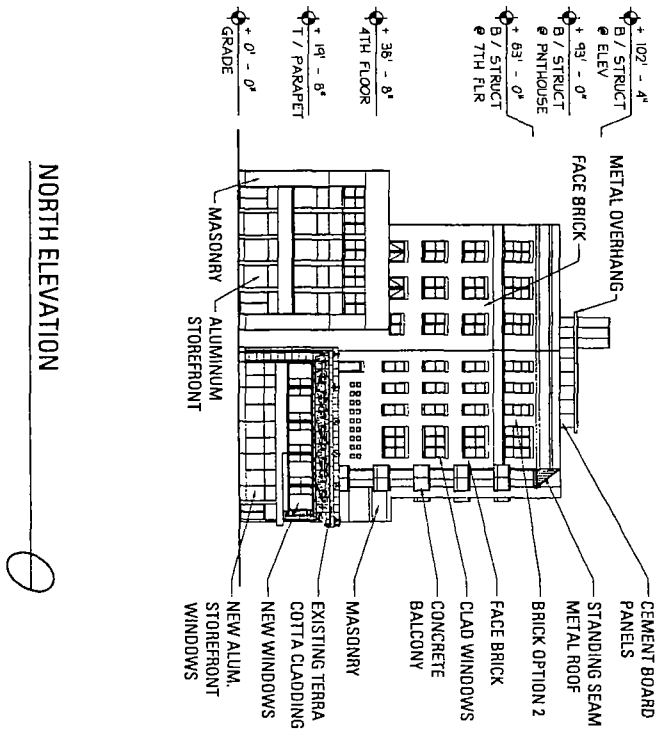 + 102' - 4"
B / STRUCT
@ ELEV
+ 93' - 0"
B / STRUCT
@ PNTHOUSE
+ 83' - 0"
B / STRUCT
@ 7TH FLR
+ 38' - 8"
4TH FLOOR
+ 19' - 8"
T / PARAPET
+ 0' - 0"
GRADE
METAL OVERHANG
FACE BRICK
MASONRY
ALUMINUM
STOREFRONT
CEMENT BOARD
PANELS
STANDING SEAM
METAL ROOF
BRICK OPTION 2
FACE BRICK
CLAD WINDOWS
CONCRETE
BALCONY
MASONRY
EXISTING TERRA
COTTA CLADDING
NEW WINDOWS
NEW ALUM.
STOREFRONT
WINDOWS
NORTH ELEVATION